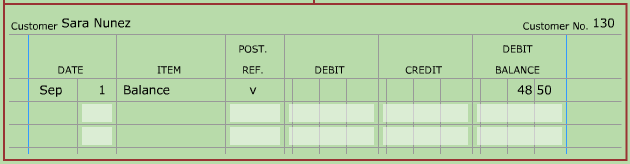 Customer Sara Nunez Customer No. 130
POST. DEBIT
DATE ITEM REF. DEBIT CREDIT BALANCE
Sep 1 Balance v 48 50